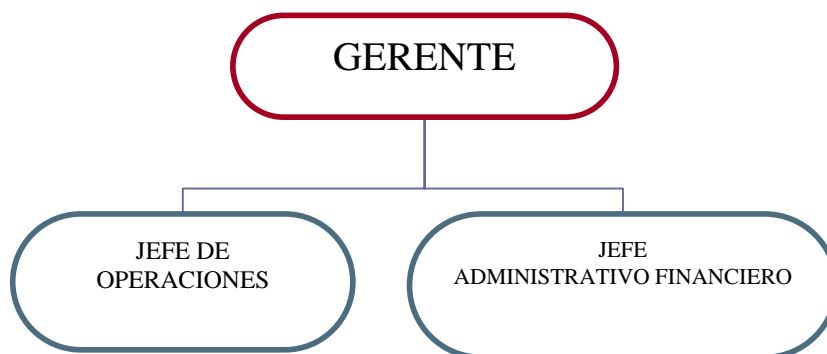 GERENTE
JEFE DE
OPERACIONES
JEFE
ADMINISTRATIVO FINANCIERO